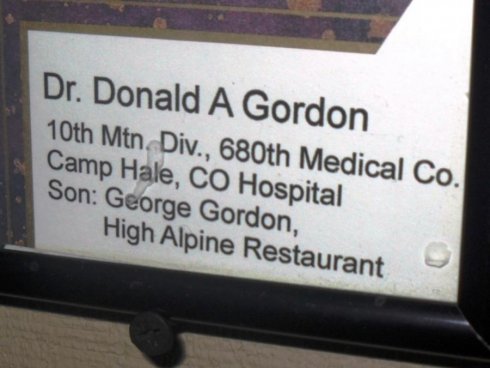 Dr. Donald A Gordon
10th Mtn. Div., 680th Medical Co.
Camp Hale, CO Hospital
Son: George Gordon,
High Alpine Restaurant